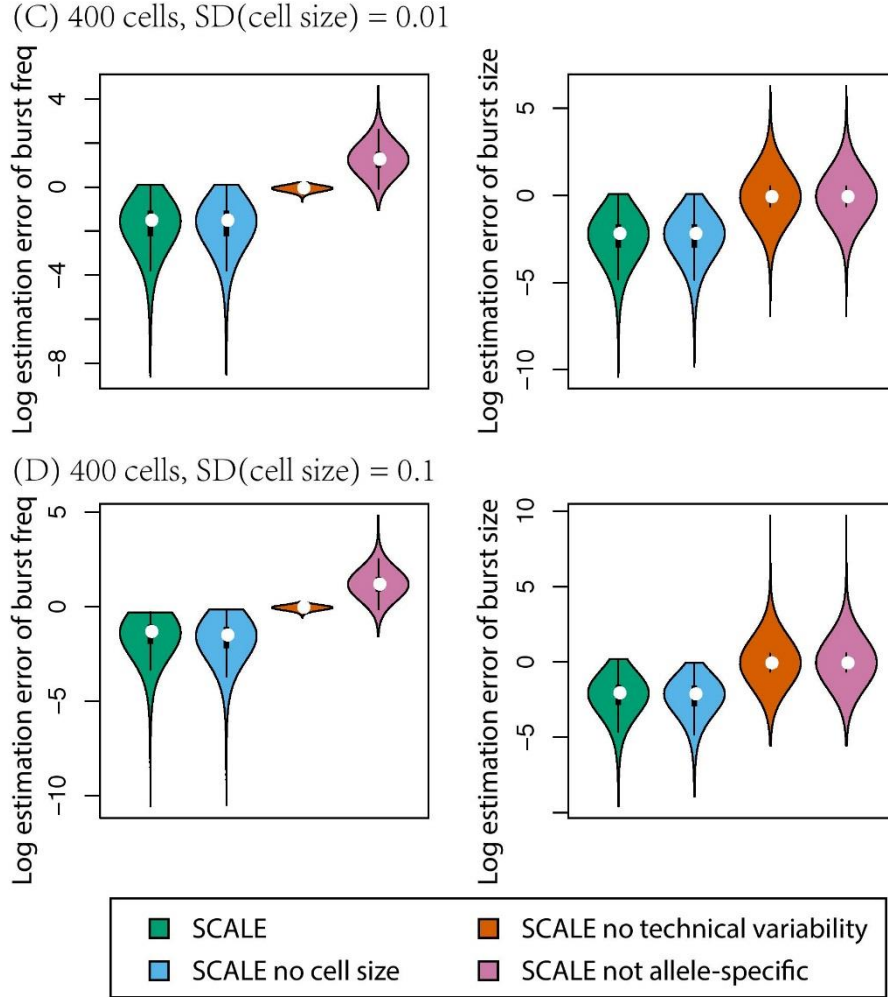 (C) 400 cells, SD(cell size) = 0.01
Log estimation error of burst freq
4
0
−4
−8
Log estimation error of burst size
5
0
−5
−10
(D) 400 cells, SD(cell size) = 0.1
Log estimation error of burst freq
5
0
−5
−10
Log estimation error of burst size
10
5
0
−5
SCALE
SCALE no cell size
SCALE no technical variability
SCALE not allele-specific